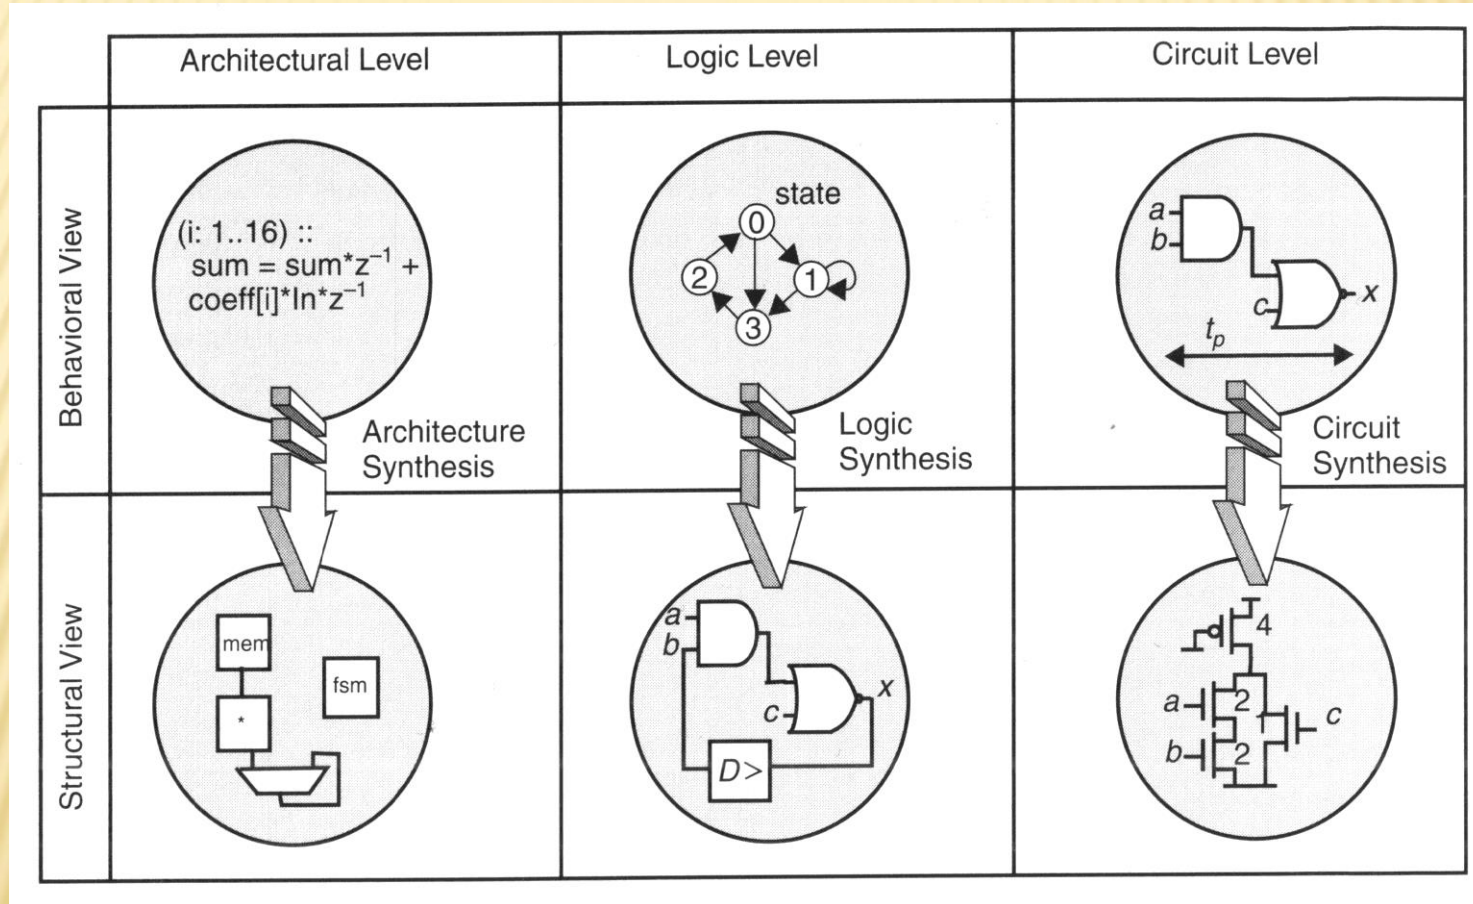 Architectural Level
Logic Level
Circuit Level
Behavioral View
(i: 1..16) ::
sum = sum*z⁻¹ +
coeff[i]*In*z⁻¹
state
0
2
1
3
a
b
c
x
tₚ
Architecture
Synthesis
Logic
Synthesis
Circuit
Synthesis
Structural View
mem
fsm
*
a
b
c
x
D>
4
a
2
1
c
b
2